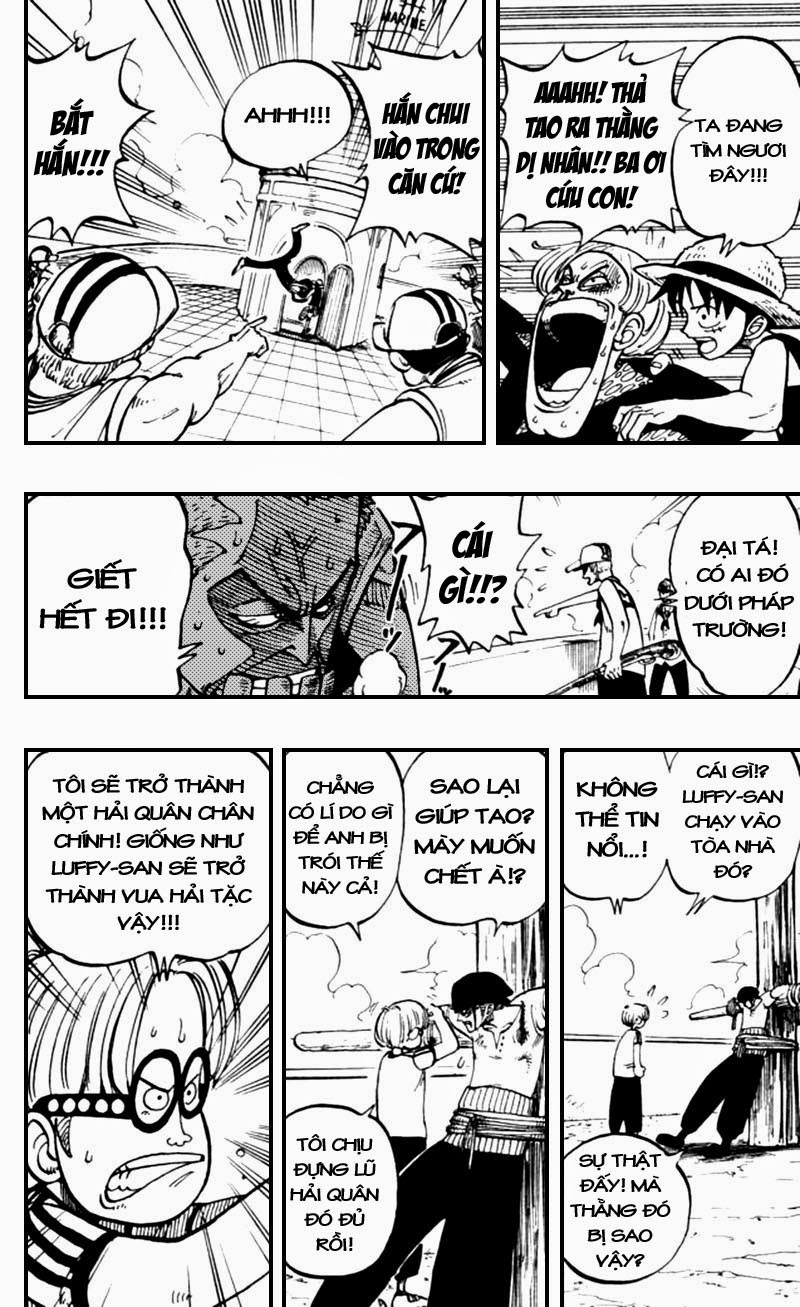 TA ĐANG
TÌM NGƯƠI
ĐÂY!!!
AAAHH! THẢ
TAO RA THẰNG
DỊ NHÂN!! BA ƠI
CỨU CON!
MARINE
HẮN CHUI
VÀO TRONG
CĂN CỨ!
AHHH!!!
BẮT
HẮN!!!
ĐẠI TÁ!
CÓ AI ĐÓ
DƯỚI PHÁP
TRƯỜNG!
CÁI
GÌ!!?
GIẾT
HẾT ĐI!!!
CÁI GÌ!?
LUFFY-SAN
CHẠY VÀO
TÒA NHÀ
ĐÓ?
KHÔNG
THỂ TIN
NỔI...!
SỰ THẬT
ĐẤY! MÀ
THẰNG ĐÓ
BỊ SAO
VẬY?
SAO LẠI
GIÚP TAO?
MÀY MUỐN
CHẾT À!?
CHẲNG
CÓ LÍ DO GÌ
ĐỂ ANH BỊ
TRÓI THẾ
NÀY CẢ!
TÔI CHỊU
ĐỰNG LŨ
HẢI QUÂN
ĐÓ ĐỦ
RỒI!
TÔI SẼ TRỞ THÀNH
MỘT HẢI QUÂN CHÂN
CHÍNH! GIỐNG NHƯ
LUFFY-SAN SẼ TRỞ
THÀNH VUA HẢI TẶC
VẬY!!!